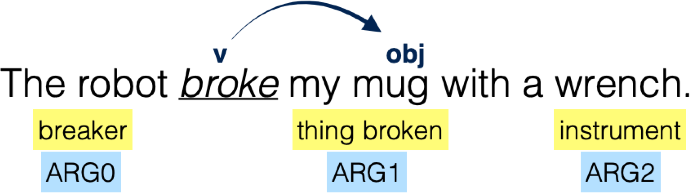 v obj
The robot broke my mug with a wrench.
breaker thing broken instrument
ARG0 ARG1 ARG2